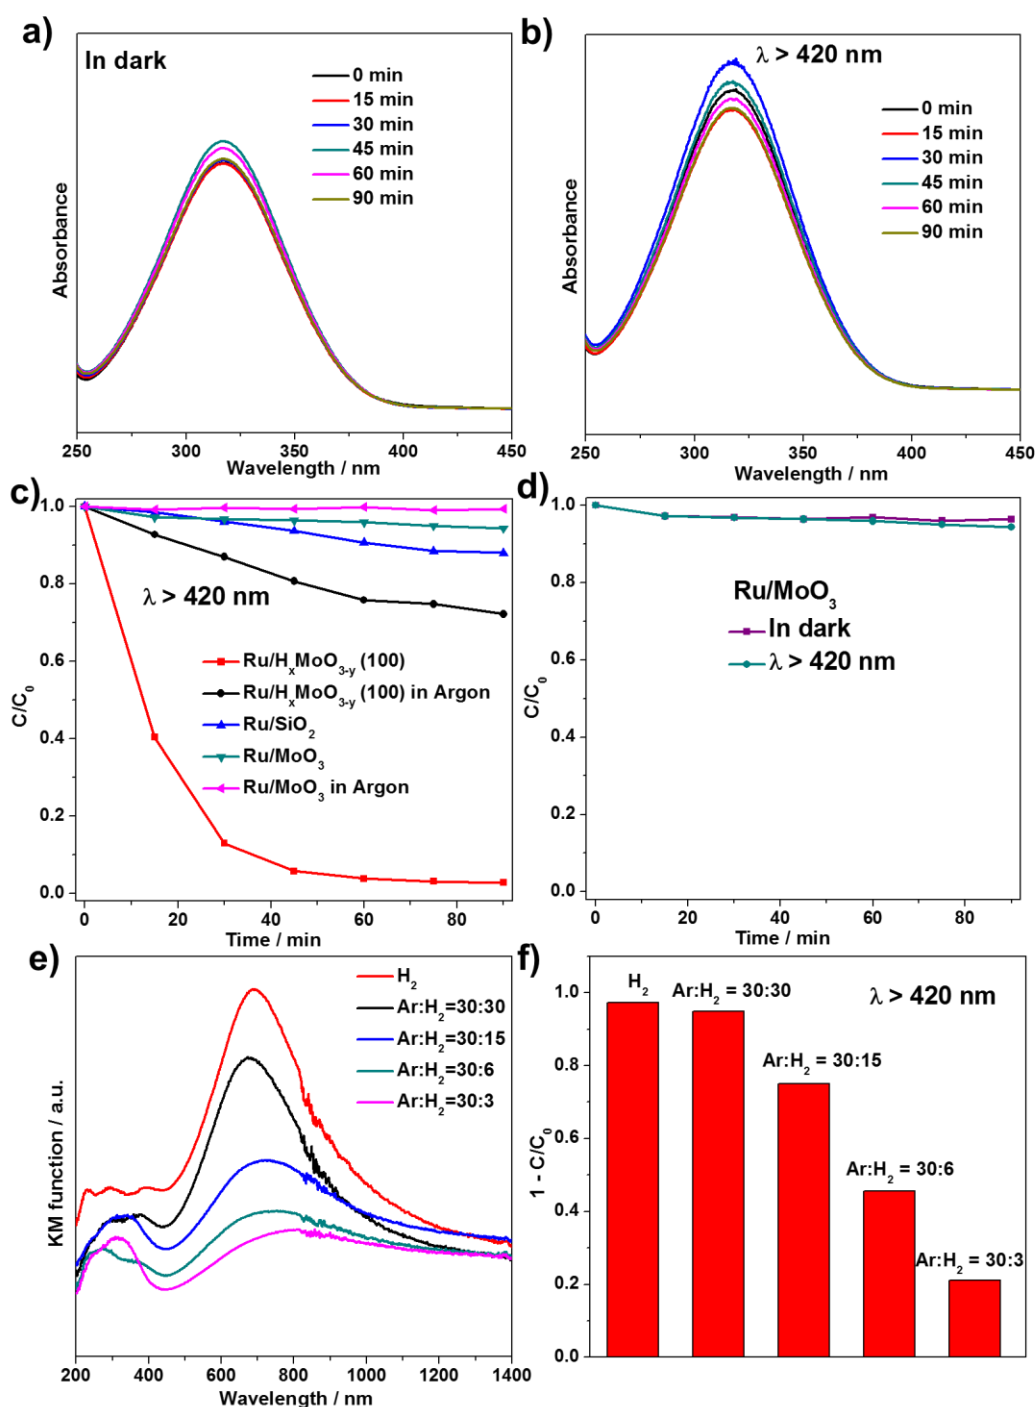 a)
In dark
0 min
15 min
30 min
45 min
60 min
90 min
Absorbance
250 300 350 400 450
Wavelength / nm
b)
λ > 420 nm
0 min
15 min
30 min
45 min
60 min
90 min
Absorbance
250 300 350 400 450
Wavelength / nm
c)
1.0
0.8
0.6
0.4
0.2
0.0
C/C₀
λ > 420 nm
Ru/HₓMoO₃₋ᵧ (100)
Ru/HₓMoO₃₋ᵧ (100) in Argon
Ru/SiO₂
Ru/MoO₃
Ru/MoO₃ in Argon
0 20 40 60 80
Time / min
d)
1.0
0.8
0.6
0.4
0.2
0.0
C/C₀
Ru/MoO₃
In dark
λ > 420 nm
0 20 40 60 80
Time / min
e)
H₂
Ar:H₂=30:30
Ar:H₂=30:15
Ar:H₂=30:6
Ar:H₂=30:3
KM function / a.u.
200 400 600 800 1000 1200 1400
Wavelength / nm
f)
λ > 420 nm
1.0
0.8
0.6
0.4
0.2
0.0
1 - C/C₀
H₂
Ar:H₂ = 30:30
Ar:H₂ = 30:15
Ar:H₂ = 30:6
Ar:H₂ = 30:3